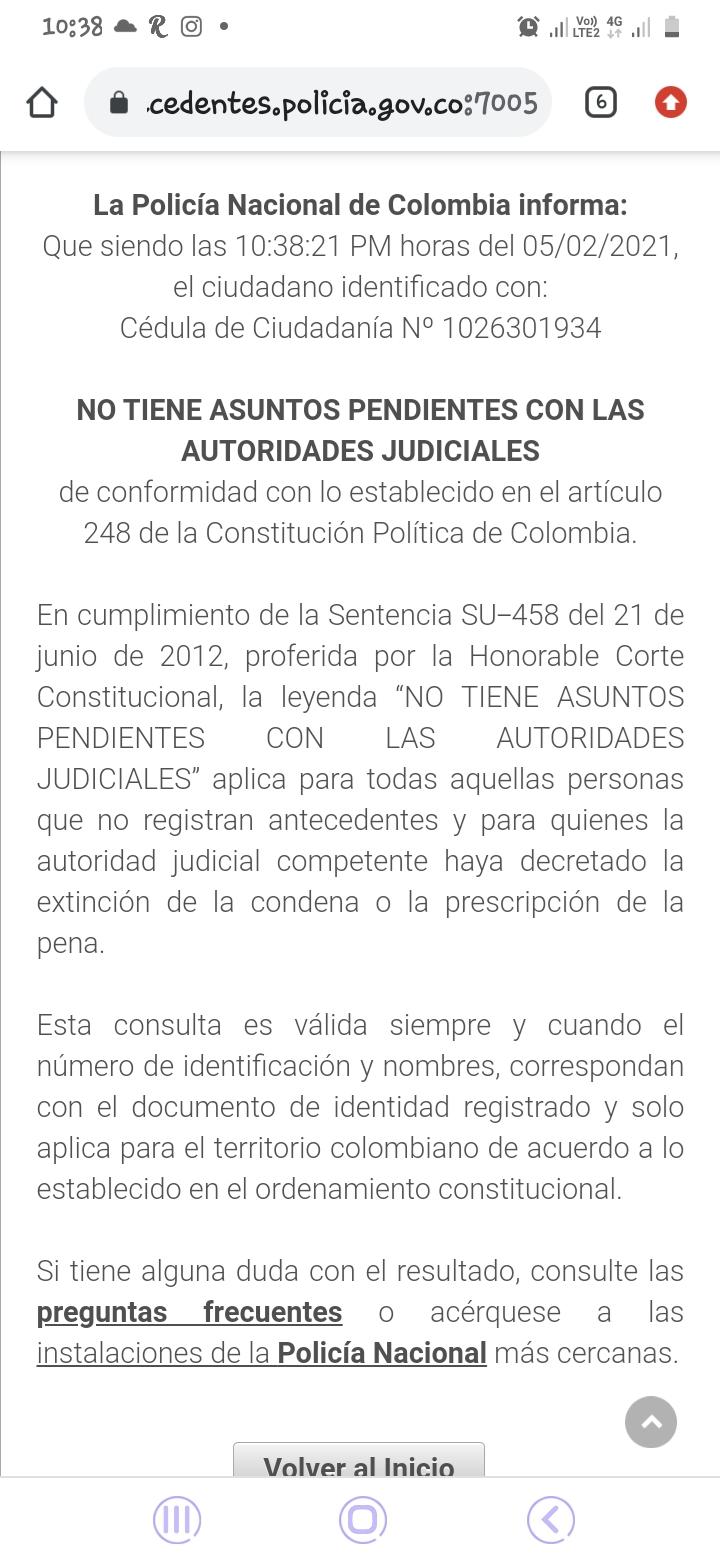 10:38
Vo)) 4G
LTE2
.cedentes.policia.gov.co:7005
6
La Policía Nacional de Colombia informa:
Que siendo las 10:38:21 PM horas del 05/02/2021,
el ciudadano identificado con:
Cédula de Ciudadanía Nº 1026301934
NO TIENE ASUNTOS PENDIENTES CON LAS
AUTORIDADES JUDICIALES
de conformidad con lo establecido en el artículo
248 de la Constitución Política de Colombia.
En cumplimiento de la Sentencia SU-458 del 21 de
junio de 2012, proferida por la Honorable Corte
Constitucional, la leyenda “NO TIENE ASUNTOS
PENDIENTES CON LAS AUTORIDADES
JUDICIALES” aplica para todas aquellas personas
que no registran antecedentes y para quienes la
autoridad judicial competente haya decretado la
extinción de la condena o la prescripción de la
pena.
Esta consulta es válida siempre y cuando el
número de identificación y nombres, correspondan
con el documento de identidad registrado y solo
aplica para el territorio colombiano de acuerdo a lo
establecido en el ordenamiento constitucional.
Si tiene alguna duda con el resultado, consulte las
preguntas frecuentes o acérquese a las
instalaciones de la Policía Nacional más cercanas.
Volver al Inicio